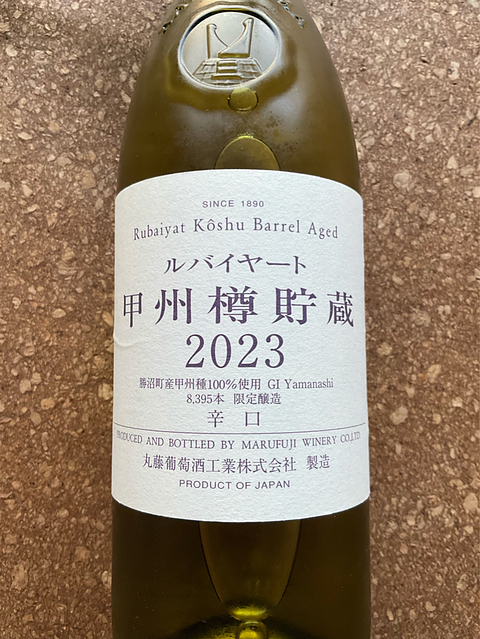 SINCE 1890
Rubaiyat Kôshu Barrel Aged
ルバイヤート
甲州樽貯蔵
2023
勝沼町産甲州種100%使用 GI Yamanashi
8,395本 限定醸造
辛口
PRODUCED AND BOTTLED BY MARUFUJI WINERY CO.,LTD.
丸藤葡萄酒工業株式会社 製造
PRODUCT OF JAPAN